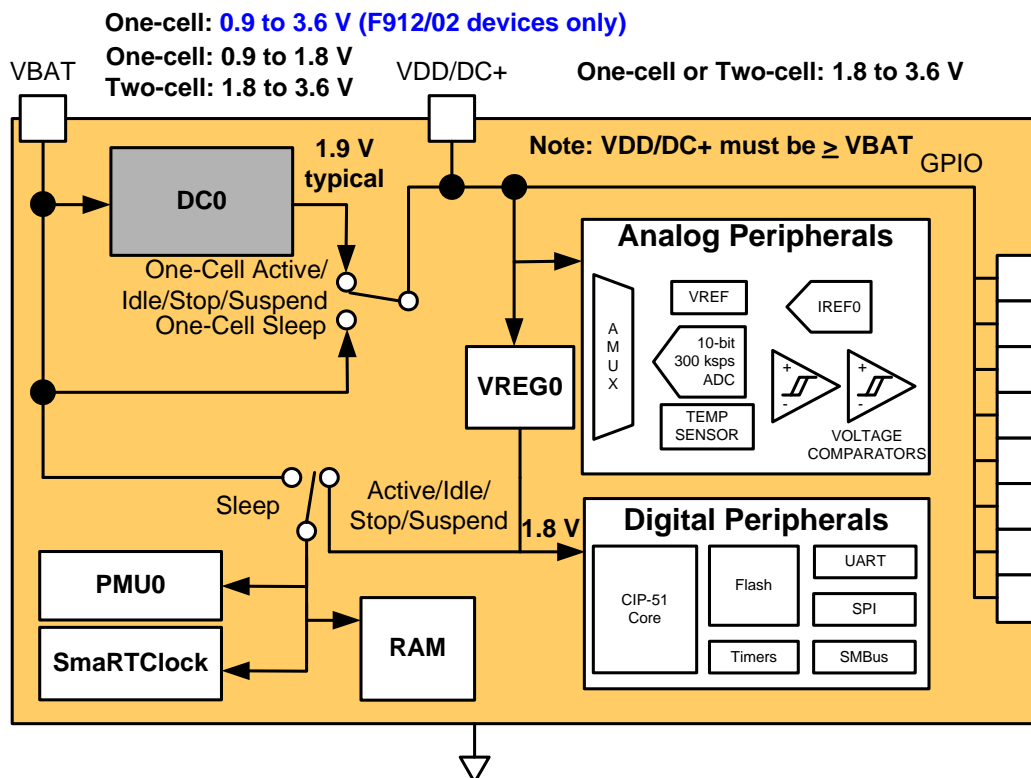 One-cell: 0.9 to 3.6 V (F912/02 devices only)
One-cell: 0.9 to 1.8 V
Two-cell: 1.8 to 3.6 V
VBAT
VDD/DC+
One-cell or Two-cell: 1.8 to 3.6 V
Note: VDD/DC+ must be ≥ VBAT
GPIO
1.9 V
typical
DC0
One-Cell Active/
Idle/Stop/Suspend
One-Cell Sleep
Analog Peripherals
A
M
U
X
VREF
IREF0
10-bit
300 ksps
ADC
TEMP
SENSOR
+
-
+
-
VOLTAGE
COMPARATORS
VREG0
Sleep
Active/Idle/
Stop/Suspend
1.8 V
Digital Peripherals
CIP-51
Core
Flash
Timers
UART
SPI
SMBus
PMU0
SmaRTClock
RAM